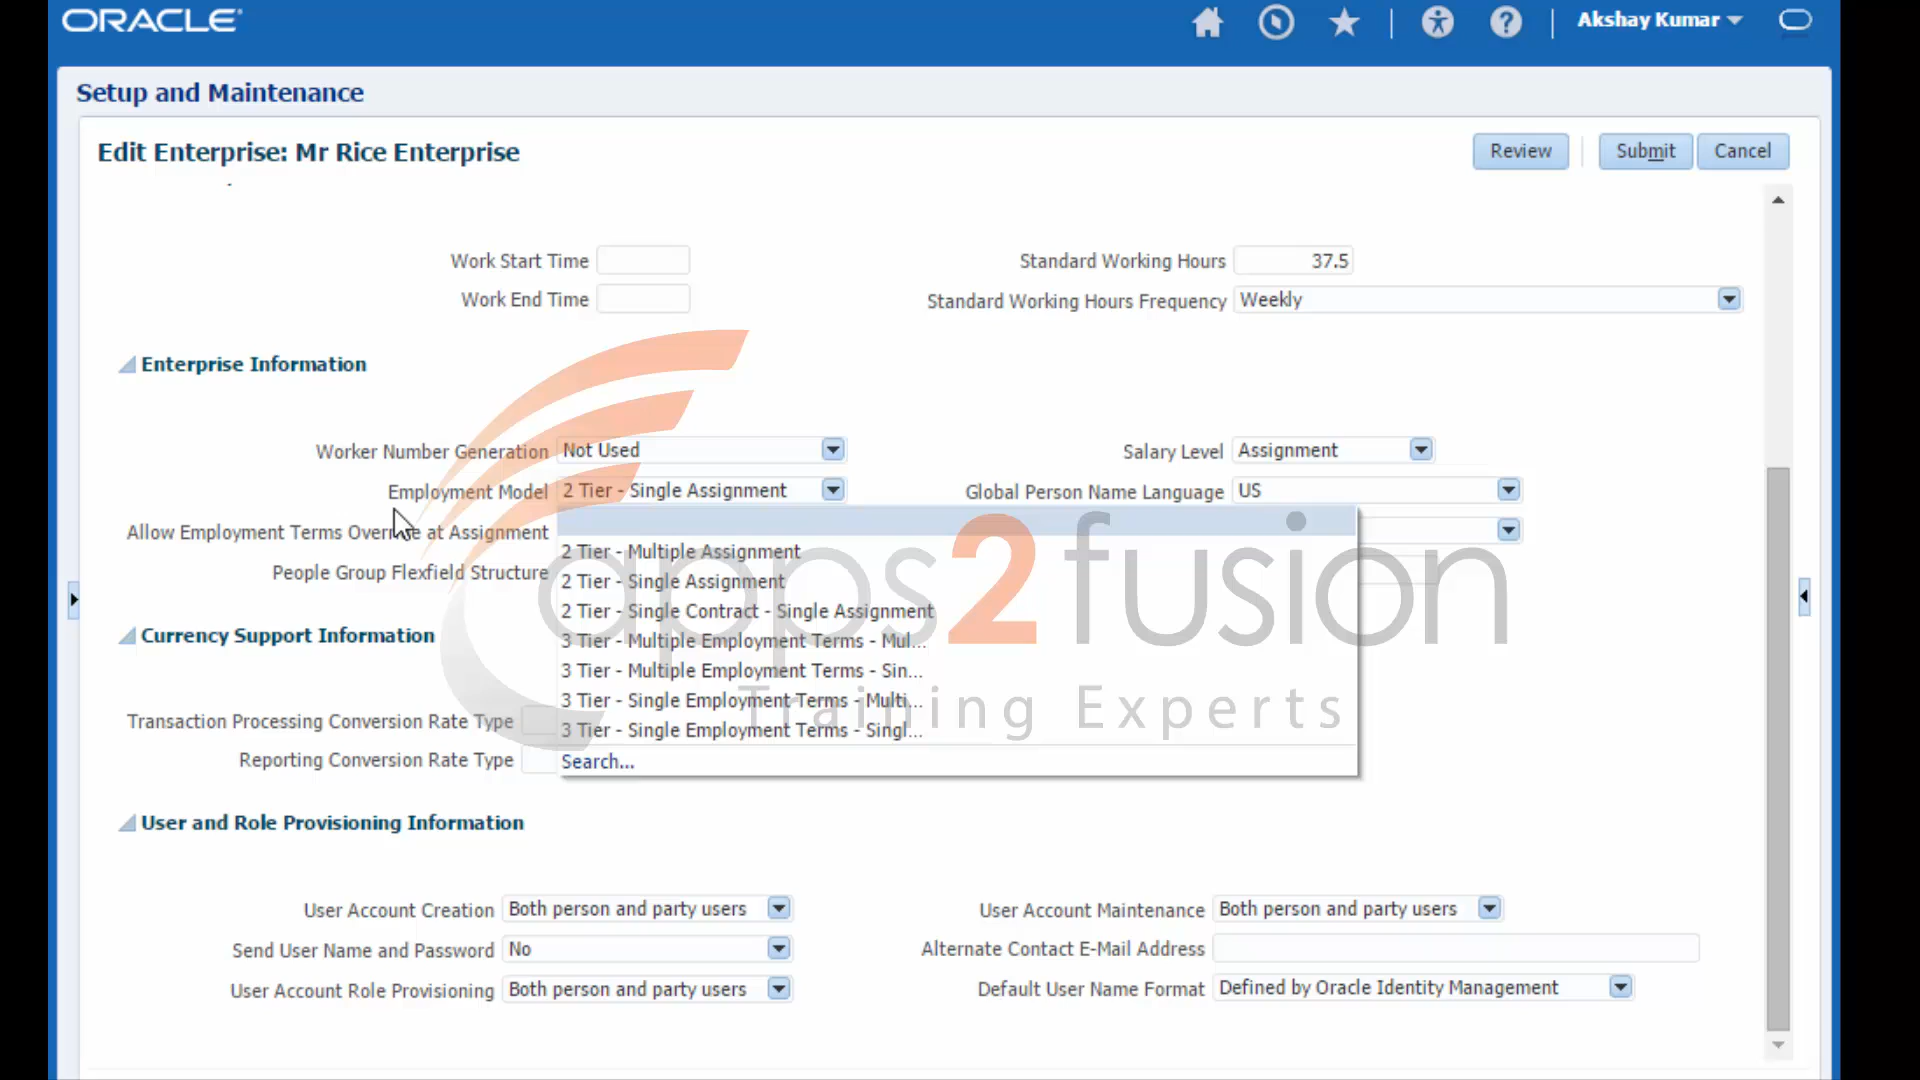 ORACLE
Akshay Kumar
Setup and Maintenance
Edit Enterprise: Mr Rice Enterprise
Review
Submit
Cancel
Work Start Time
Standard Working Hours 37.5
Work End Time
Standard Working Hours Frequency Weekly
Enterprise Information
Worker Number Generation Not Used
Salary Level Assignment
Employment Model 2 Tier - Single Assignment
Global Person Name Language US
Allow Employment Terms Override at Assignment
2 Tier - Multiple Assignment
People Group Flexfield Structure
2 Tier - Single Assignment
2 Tier - Single Contract - Single Assignment
Currency Support Information
3 Tier - Multiple Employment Terms - Mul...
3 Tier - Multiple Employment Terms - Sin...
3 Tier - Single Employment Terms - Multi...
Transaction Processing Conversion Rate Type
3 Tier - Single Employment Terms - Singl...
Reporting Conversion Rate Type
Search...
apps2fusion
Training Experts
User and Role Provisioning Information
User Account Creation Both person and party users
User Account Maintenance Both person and party users
Send User Name and Password No
Alternate Contact E-Mail Address
User Account Role Provisioning Both person and party users
Default User Name Format Defined by Oracle Identity Management